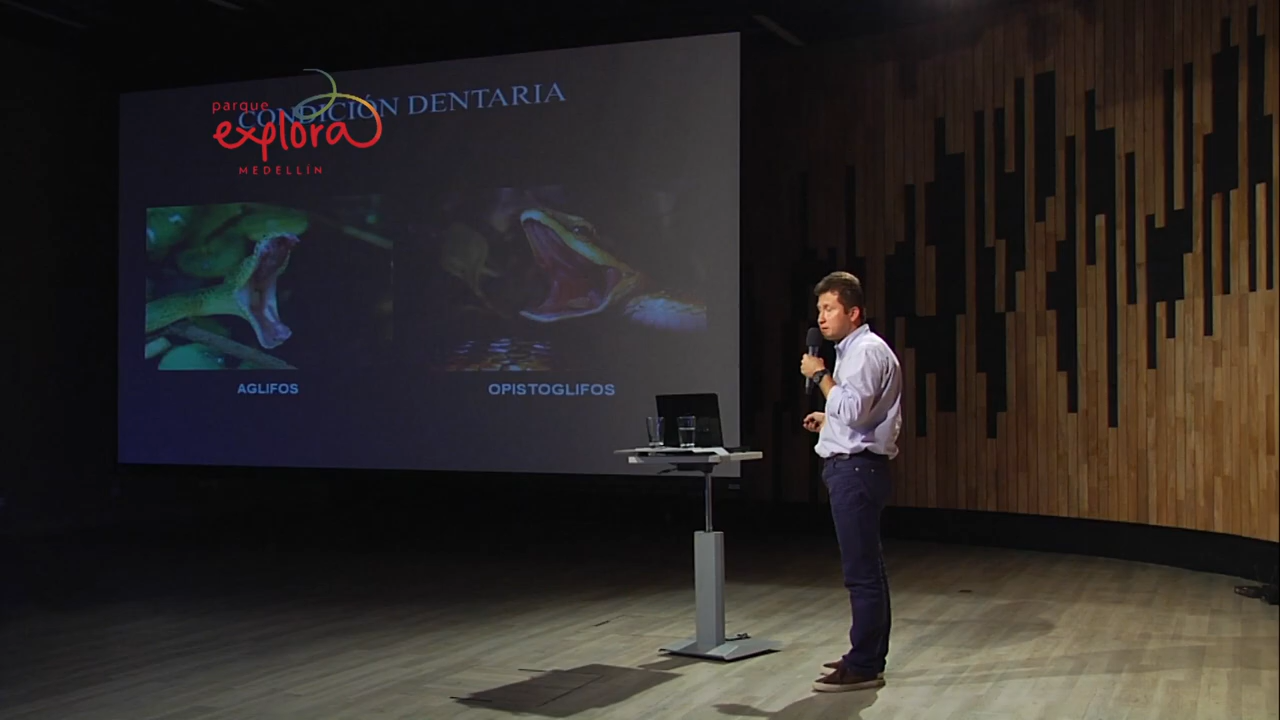 CONDICIÓN DENTARIA
parque
explora
MEDELLÍN
AGLIFOS
OPISTOGLIFOS